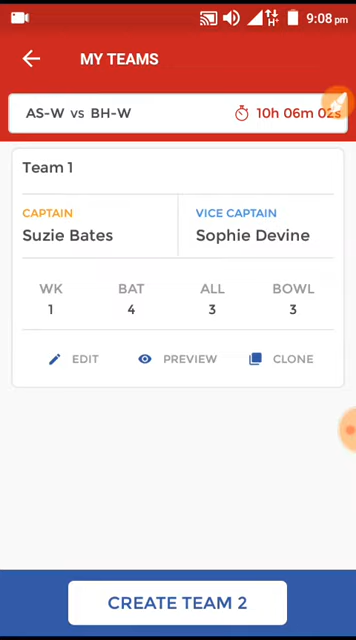 H+ 9:08 pm
MY TEAMS
AS-W vs BH-W 10h 06m 02s
Team 1
CAPTAIN VICE CAPTAIN
Suzie Bates Sophie Devine
WK BAT ALL BOWL
1 4 3 3
EDIT PREVIEW CLONE
CREATE TEAM 2